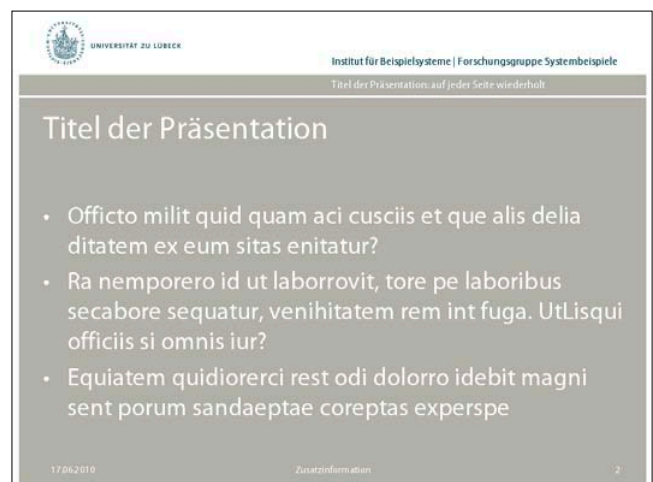 UNIVERSITÄT ZU LÜBECK
Institut für Beispielsysteme | Forschungsgruppe Systembeispiele
Titel der Präsentation: auf jeder Seite wiederholt
Titel der Präsentation
• Officto milit quid quam aci cusciis et que alis delia
ditatem ex eum sitas enitatur?
• Ra nemporero id ut laborrovit, tore pe laboribus
secabore sequatur, venihitatem rem int fuga. UtLisqui
officiis si omnis iur?
• Equiatem quidiorerci rest odi dolorro idebit magni
sent porum sandaeptae coreptas experspe
17.06.2010
Zusatzinformation
2